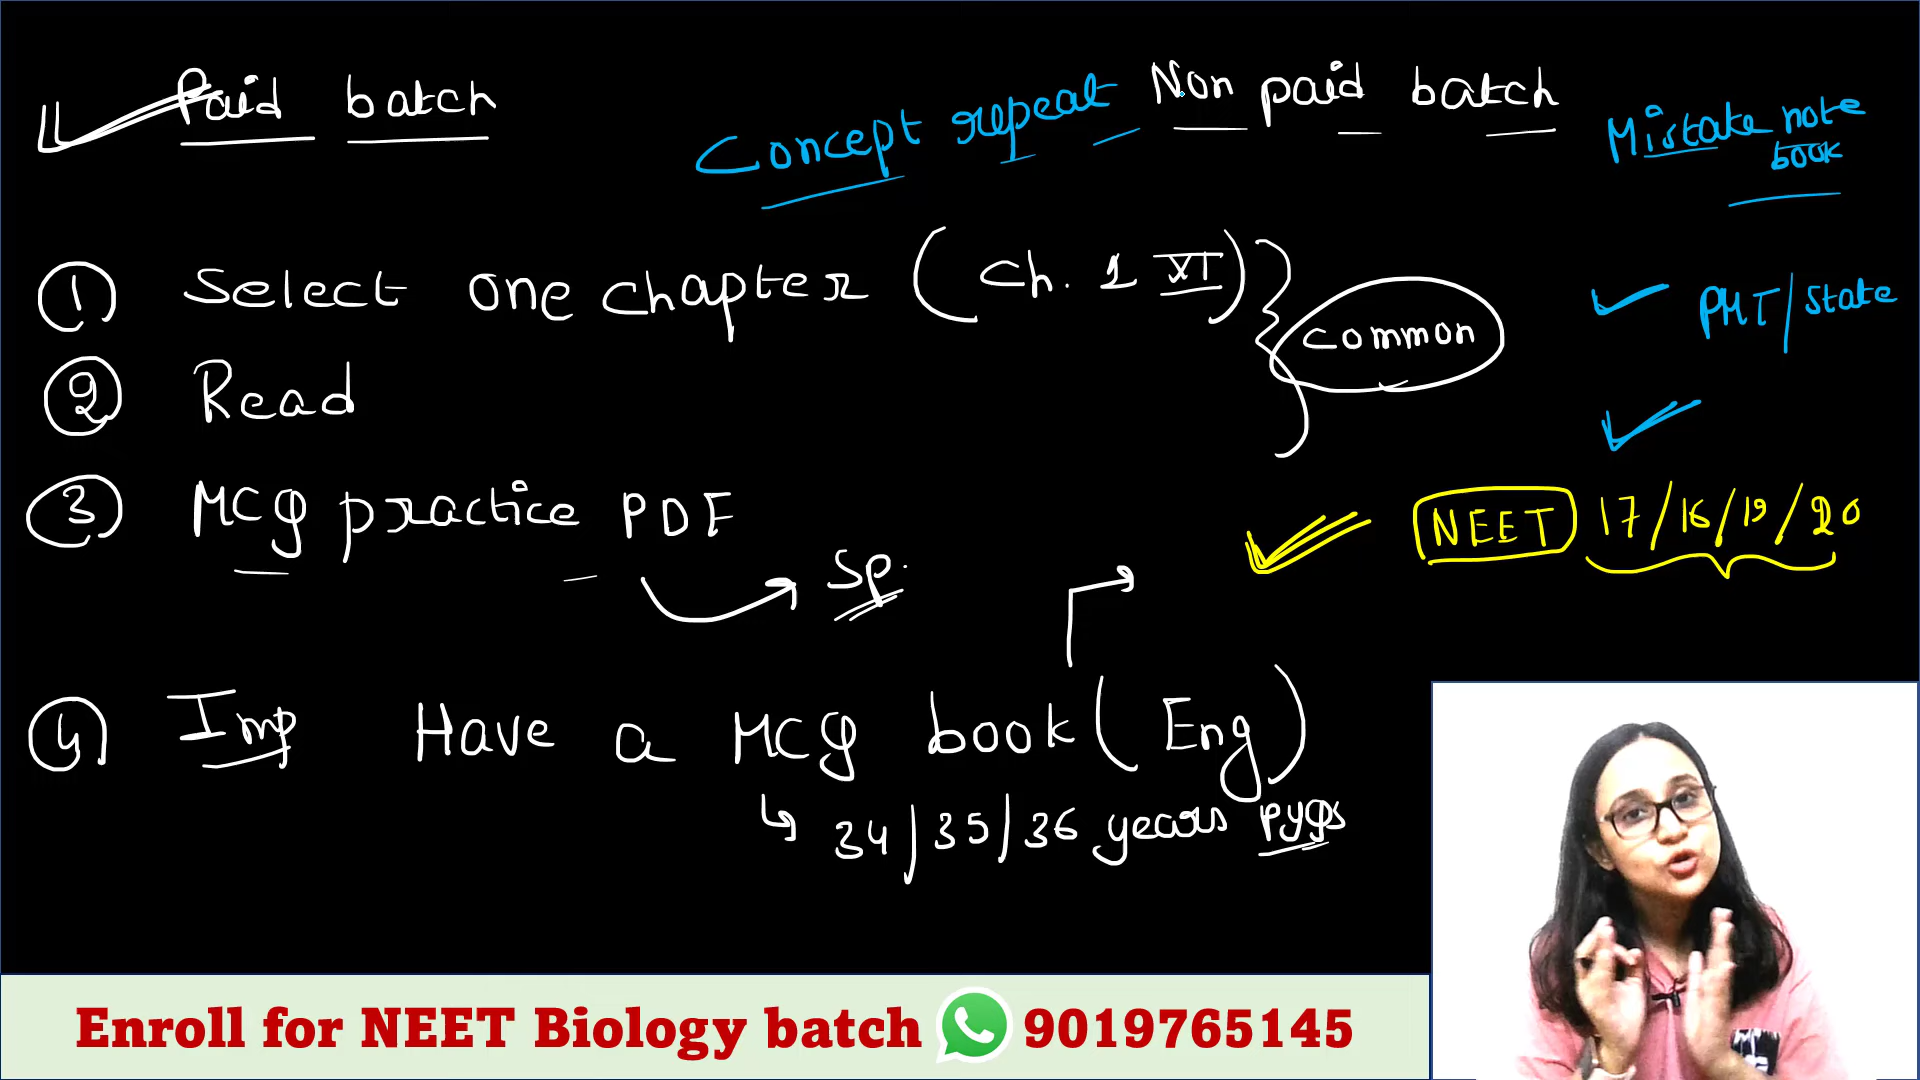 Paid batch
Concept repeat
Non paid batch
Mistake note
book
① Select one chapter (Ch. 1 XI)
common
PMT/State
② Read
③ MCQ practice PDF
Sp.
NEET 17/18/19/20
④ Imp Have a MCQ book (Eng)
34/35/36 years PYQs
Enroll for NEET Biology batch 9019765145